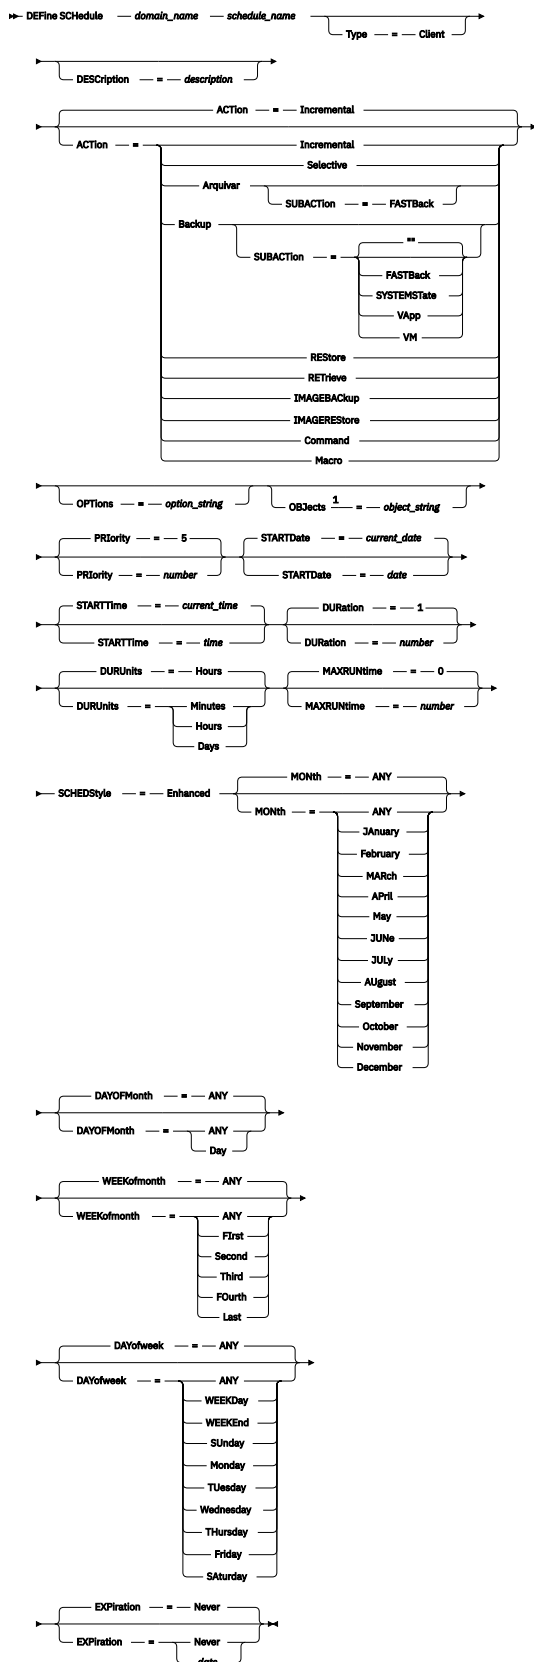 DEFine SCHedule domain_name schedule_name
Type = Client
DESCription = description
ACTion = Incremental
ACTion = Incremental
Selective
Arquivar
SUBACTion = FASTBack
Backup
""
SUBACTion =
FASTBack
SYSTEMSTate
VApp
VM
REStore
RETrieve
IMAGEBACkup
IMAGEREStore
Command
Macro
OPTions = option_string
OBJects 1 = object_string
PRIority = 5 STARTDate = current_date
PRIority = number STARTDate = date
STARTTime = current_time DURation = 1
STARTTime = time DURation = number
DURUnits = Hours MAXRUNtime = 0
DURUnits = Minutes MAXRUNtime = number
Hours
Days
MONth = ANY
SCHEDStyle = Enhanced
MONth = ANY
JAnuary
February
MARch
APril
May
JUNe
JULy
AUgust
September
October
November
December
DAYOFMonth = ANY
DAYOFMonth = ANY
Day
WEEKofmonth = ANY
WEEKofmonth = ANY
FIrst
Second
Third
FOurth
Last
DAYofweek = ANY
DAYofweek = ANY
WEEKDay
WEEKEnd
SUnday
Monday
TUesday
Wednesday
THursday
Friday
SAturday
EXPiration = Never
EXPiration = Never
date